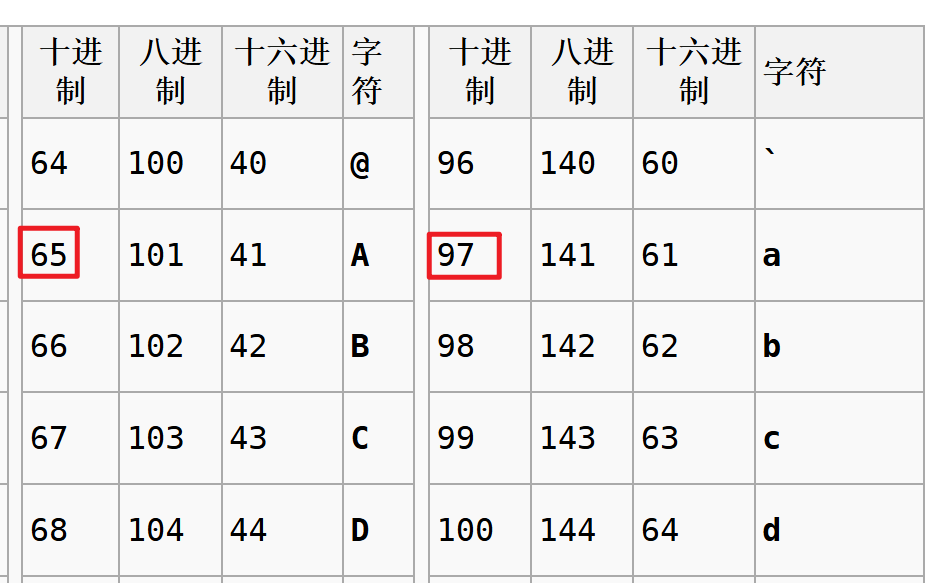 十进制 八进制 十六进制 字符 十进制 八进制 十六进制 字符
64 100 40 @ 96 140 60 `
65 101 41 A 97 141 61 a
66 102 42 B 98 142 62 b
67 103 43 C 99 143 63 c
68 104 44 D 100 144 64 d